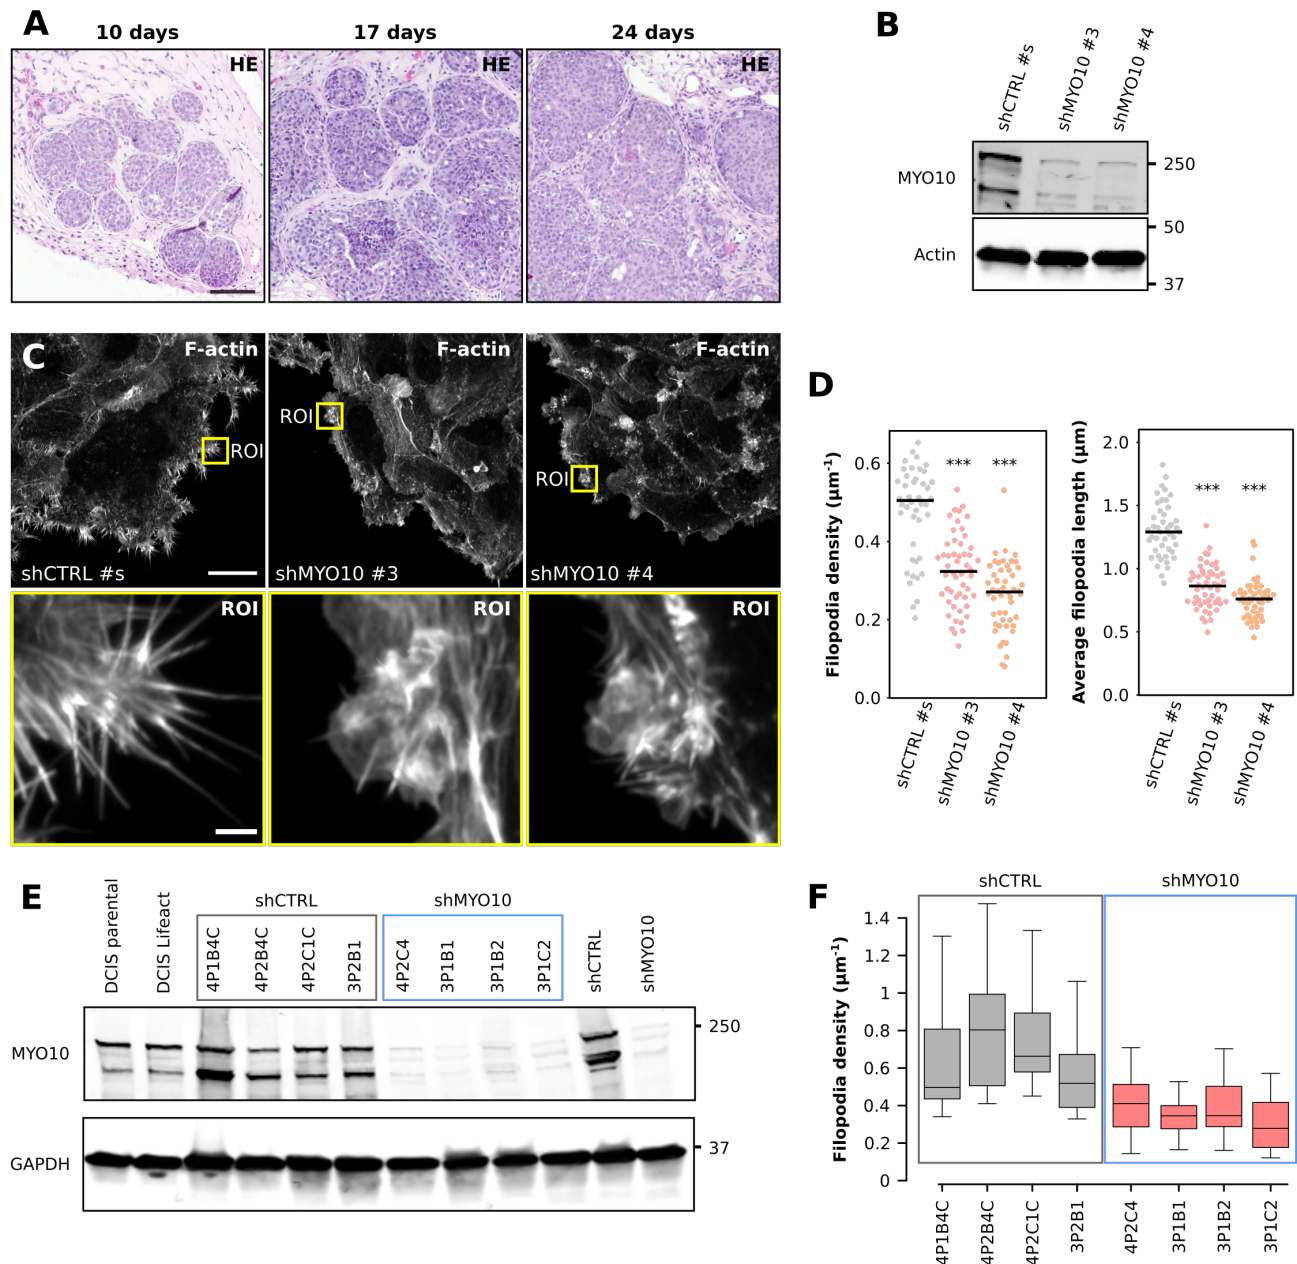 A
10 days
17 days
24 days
HE
HE
HE
B
shCTRL #s
shMYO10 #3
shMYO10 #4
MYO10
250
50
Actin
37
C
F-actin
F-actin
F-actin
ROI
ROI
ROI
shCTRL #s
shMYO10 #3
shMYO10 #4
ROI
ROI
ROI
D
Filopodia density (µm⁻¹)
0.6
0.4
0.2
0.0
***
***
shCTRL #s
shMYO10 #3
shMYO10 #4
Average filopodia length (µm)
2.0
1.5
1.0
0.5
0.0
***
***
shCTRL #s
shMYO10 #3
shMYO10 #4
E
shCTRL
shMYO10
DCIS parental
DCIS Lifeact
4P1B4C
4P2B4C
4P2C1C
3P2B1
4P2C4
3P1B1
3P1B2
3P1C2
shCTRL
shMYO10
MYO10
250
GAPDH
37
F
shCTRL
shMYO10
Filopodia density (µm⁻¹)
1.4
1.2
1
0.8
0.6
0.4
0.2
0
4P1B4C
4P2B4C
4P2C1C
3P2B1
4P2C4
3P1B1
3P1B2
3P1C2